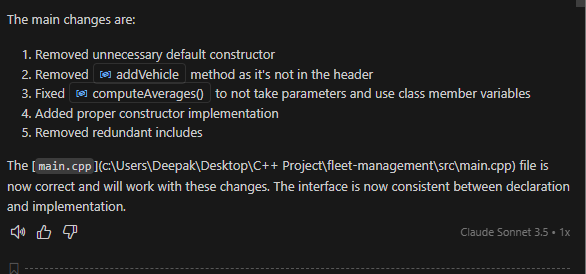 The main changes are:
1. Removed unnecessary default constructor
2. Removed addVehicle method as it's not in the header
3. Fixed computeAverages() to not take parameters and use class member variables
4. Added proper constructor implementation
5. Removed redundant includes
The [main.cpp](c:\Users\Deepak\Desktop\C++ Project\fleet-management\src\main.cpp) file is
now correct and will work with these changes. The interface is now consistent between declaration
and implementation.
Claude Sonnet 3.5 • 1x